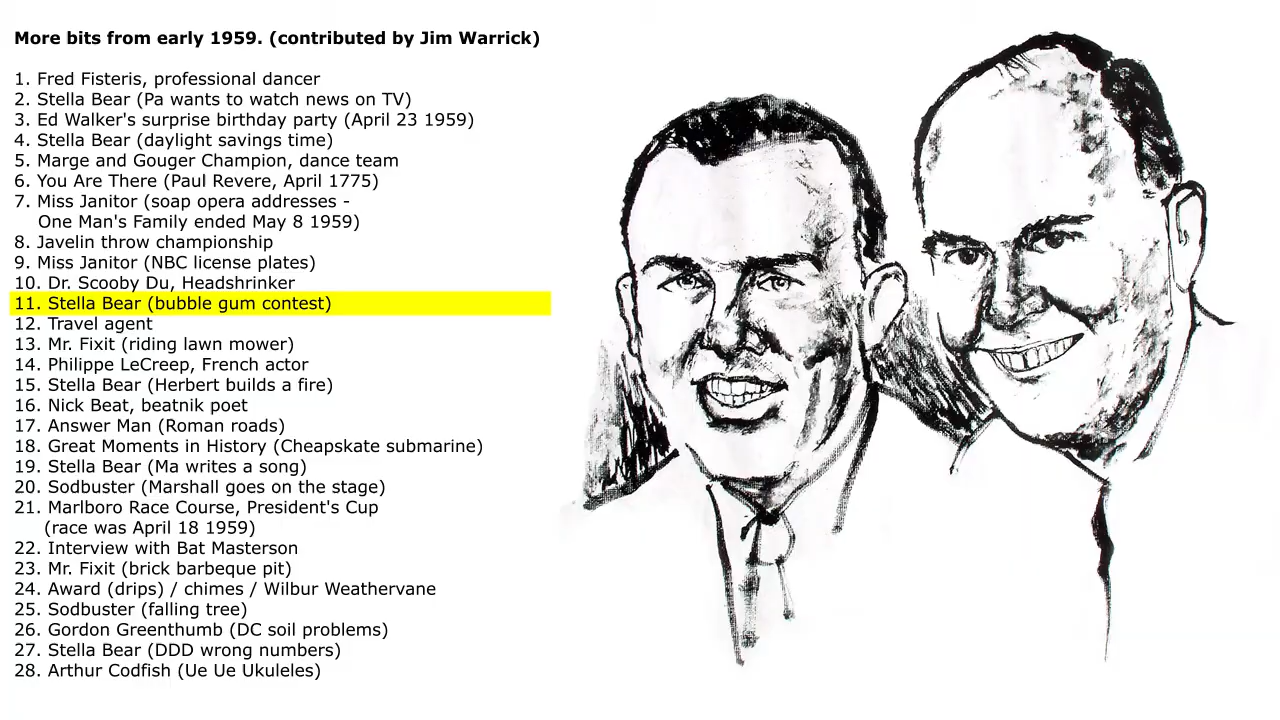 More bits from early 1959. (contributed by Jim Warrick)
1. Fred Fisteris, professional dancer
2. Stella Bear (Pa wants to watch news on TV)
3. Ed Walker's surprise birthday party (April 23 1959)
4. Stella Bear (daylight savings time)
5. Marge and Gouger Champion, dance team
6. You Are There (Paul Revere, April 1775)
7. Miss Janitor (soap opera addresses -
One Man's Family ended May 8 1959)
8. Javelin throw championship
9. Miss Janitor (NBC license plates)
10. Dr. Scooby Du, Headshrinker
11. Stella Bear (bubble gum contest)
12. Travel agent
13. Mr. Fixit (riding lawn mower)
14. Philippe LeCreep, French actor
15. Stella Bear (Herbert builds a fire)
16. Nick Beat, beatnik poet
17. Answer Man (Roman roads)
18. Great Moments in History (Cheapskate submarine)
19. Stella Bear (Ma writes a song)
20. Sodbuster (Marshall goes on the stage)
21. Marlboro Race Course, President's Cup
(race was April 18 1959)
22. Interview with Bat Masterson
23. Mr. Fixit (brick barbeque pit)
24. Award (drips) / chimes / Wilbur Weathervane
25. Sodbuster (falling tree)
26. Gordon Greenthumb (DC soil problems)
27. Stella Bear (DDD wrong numbers)
28. Arthur Codfish (Ue Ue Ukuleles)